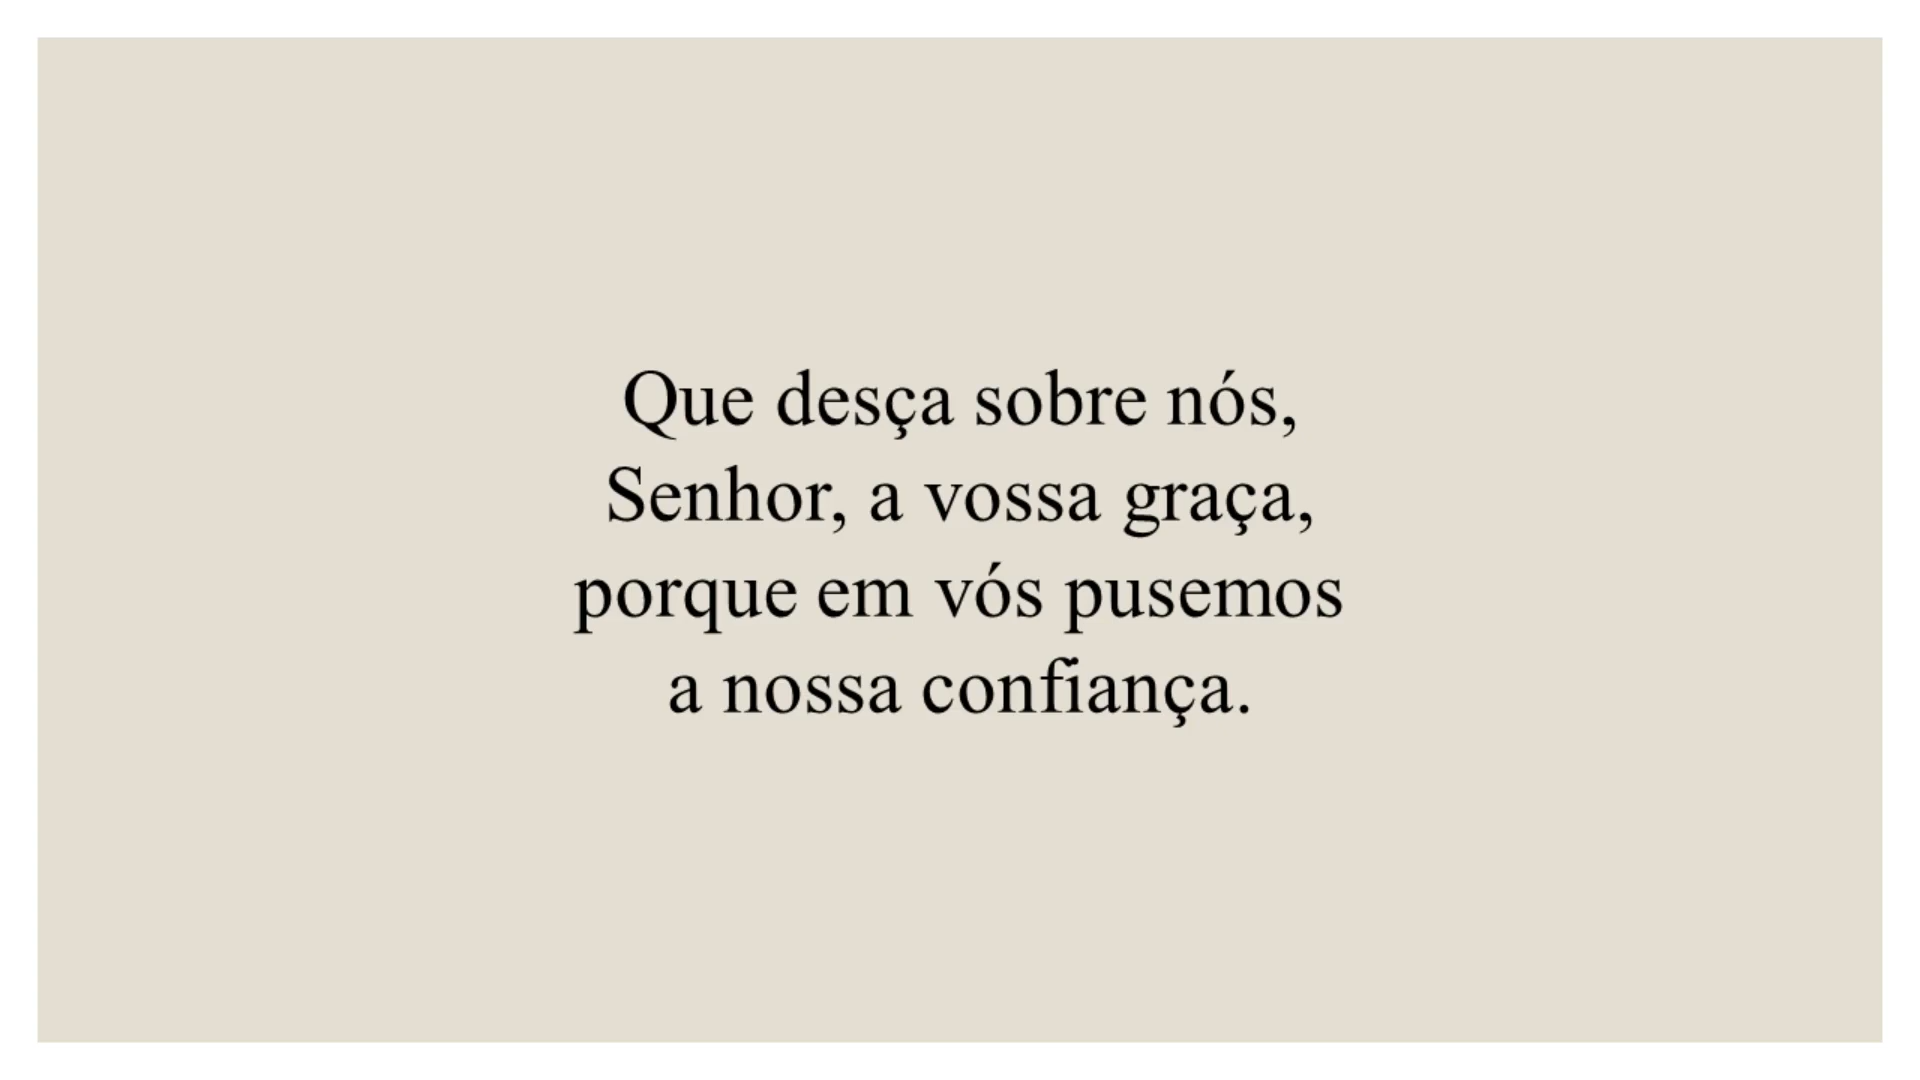 Que desça sobre nós,
Senhor, a vossa graça,
porque em vós pusemos
a nossa confiança.